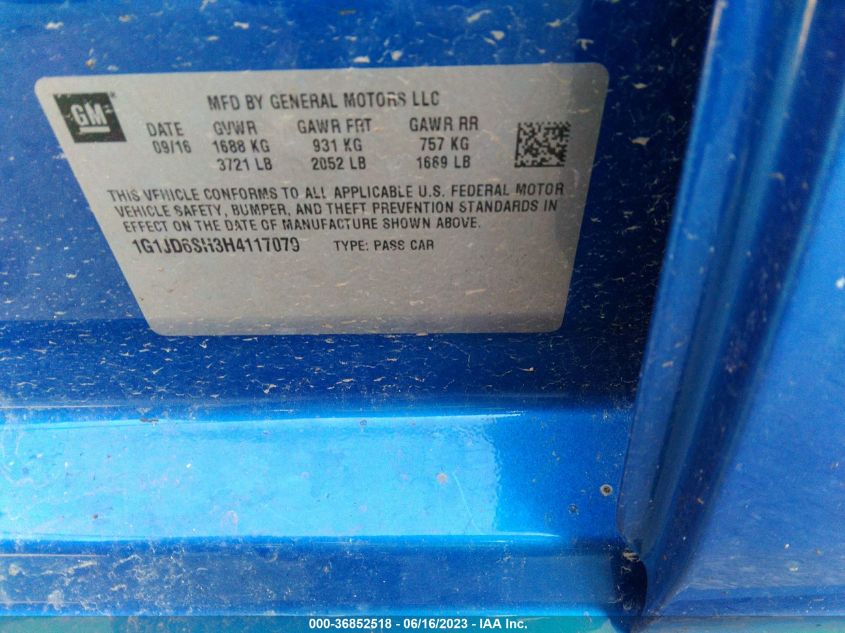 GM
MFD BY GENERAL MOTORS LLC
DATE GVWR GAWR FRT GAWR RR
09/16 1688 KG 931 KG 757 KG
3721 LB 2052 LB 1669 LB
THIS VEHICLE CONFORMS TO ALL APPLICABLE U.S. FEDERAL MOTOR
VEHICLE SAFETY, BUMPER, AND THEFT PREVENTION STANDARDS IN
EFFECT ON THE DATE OF MANUFACTURE SHOWN ABOVE.
1G1JD6SH3H4117079 TYPE: PASS CAR
000-36852518 - 06/16/2023 - IAA Inc.